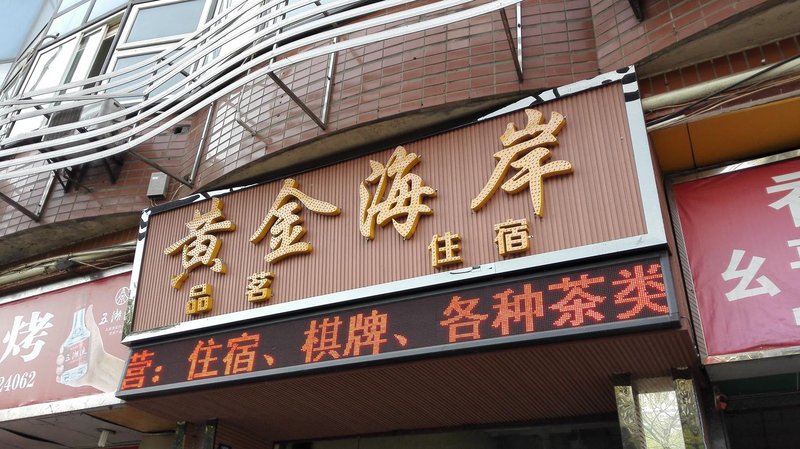 黄金海岸
品茗 住宿
营：住宿、棋牌、各种茶类
烤
24062
幺